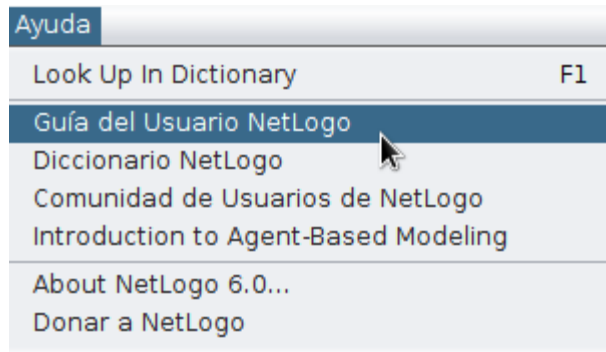 Ayuda
Look Up In Dictionary F1
Guía del Usuario NetLogo
Diccionario NetLogo
Comunidad de Usuarios de NetLogo
Introduction to Agent-Based Modeling
About NetLogo 6.0...
Donar a NetLogo